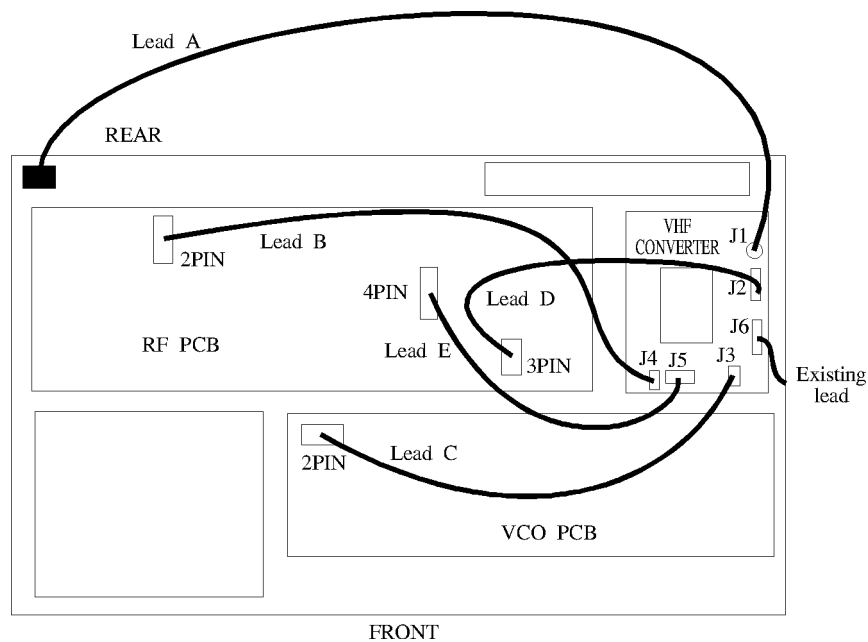 Lead A
REAR
VHF
CONVERTER
J1
Lead B
2PIN
J2
4PIN
Lead D
J6
RF PCB
Lead E
3PIN
J4
J5
J3
Existing
lead
Lead C
2PIN
VCO PCB
FRONT